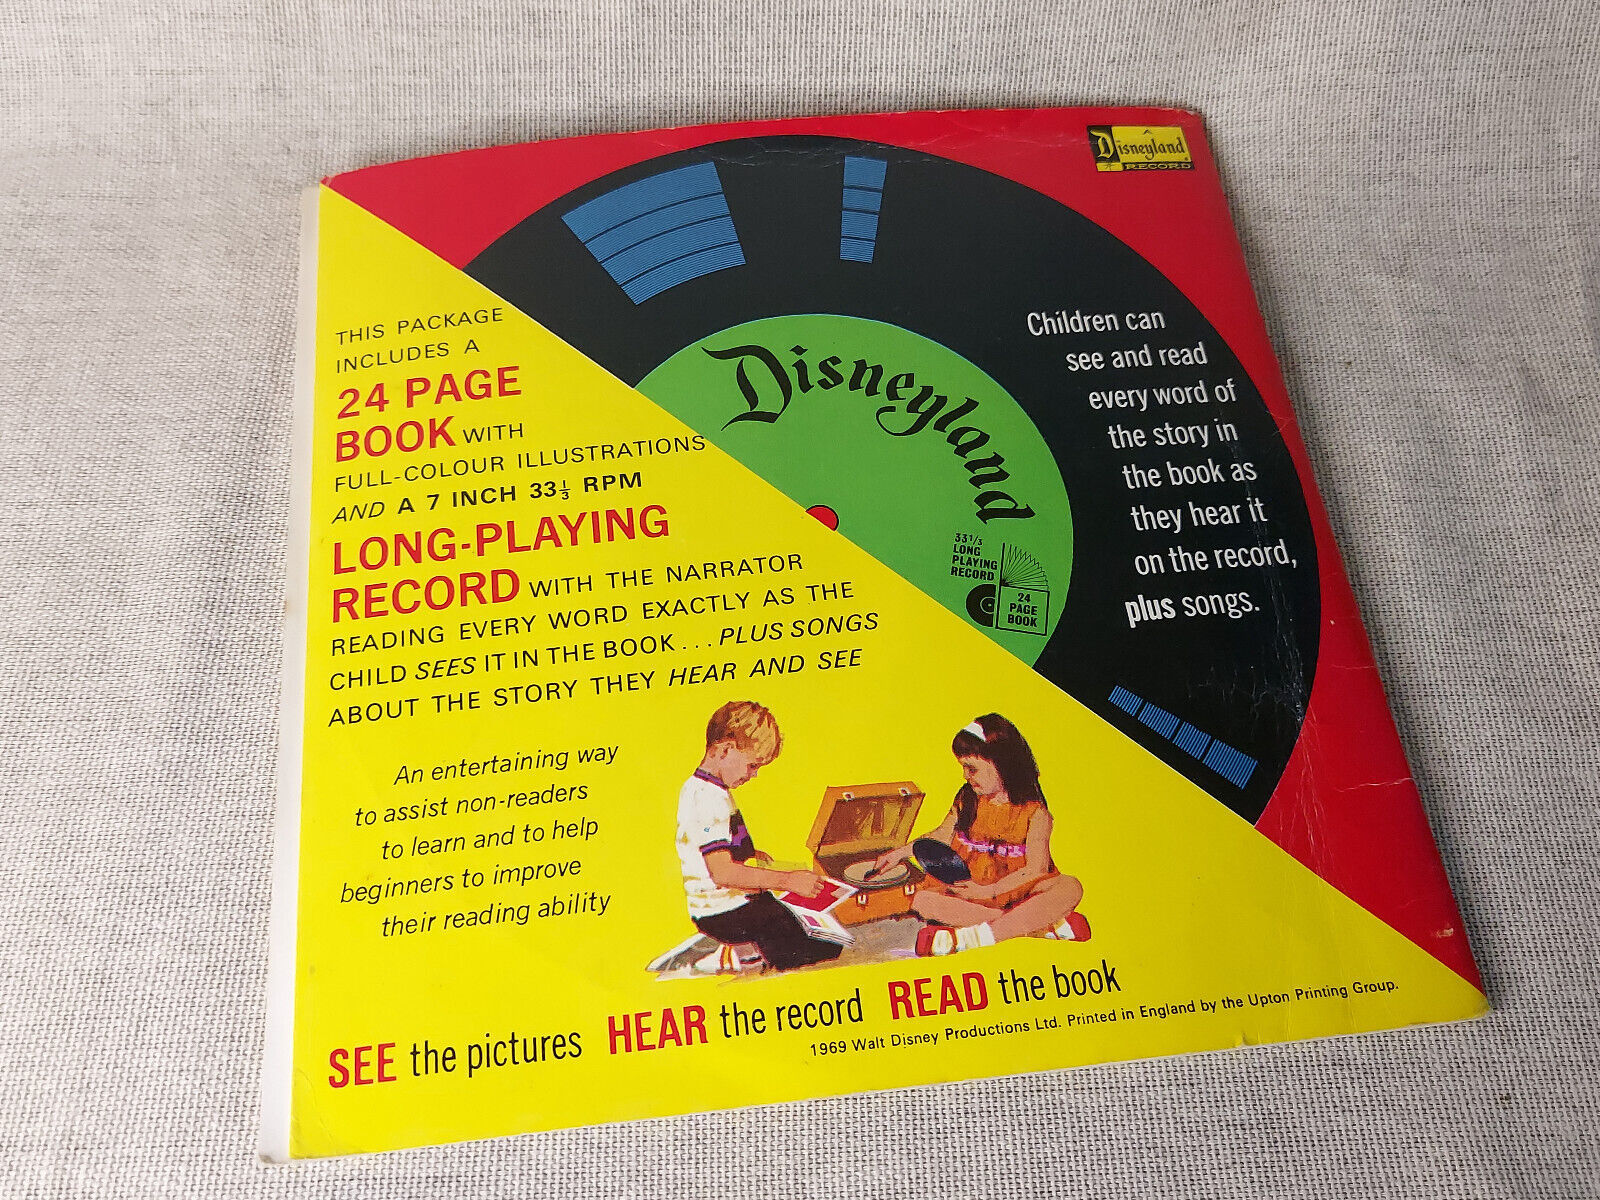 Disneyland
RECORD
THIS PACKAGE
INCLUDES A
24 PAGE
BOOK WITH
FULL-COLOUR ILLUSTRATIONS
AND A 7 INCH 33⅓ RPM
LONG-PLAYING
RECORD WITH THE NARRATOR
READING EVERY WORD EXACTLY AS THE
CHILD SEES IT IN THE BOOK ... PLUS SONGS
ABOUT THE STORY THEY HEAR AND SEE
Disneyland
33 1/3
LONG
PLAYING
RECORD
24
PAGE
BOOK
Children can
see and read
every word of
the story in
the book as
they hear it
on the record,
plus songs.
An entertaining way
to assist non-readers
to learn and to help
beginners to improve
their reading ability
SEE the pictures HEAR the record READ the book
1969 Walt Disney Productions Ltd. Printed in England by the Upton Printing Group.